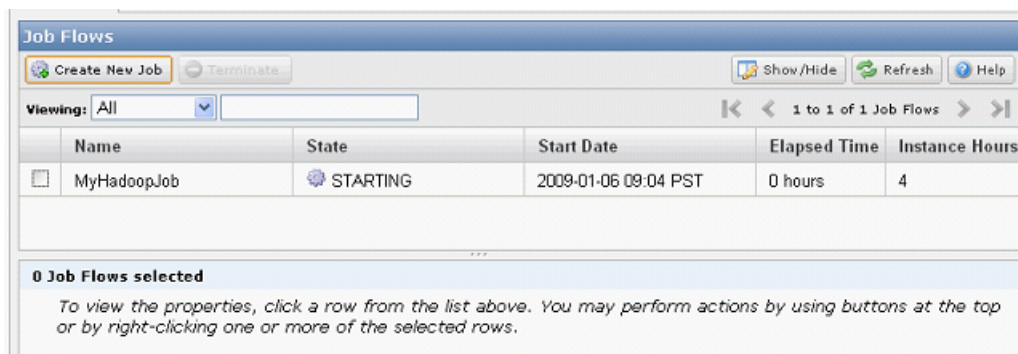 Job Flows
Create New Job Terminate Show/Hide Refresh Help
Viewing: All 1 to 1 of 1 Job Flows
Name State Start Date Elapsed Time Instance Hours
MyHadoopJob STARTING 2009-01-06 09:04 PST 0 hours 4
0 Job Flows selected
To view the properties, click a row from the list above. You may perform actions by using buttons at the top
or by right-clicking one or more of the selected rows.